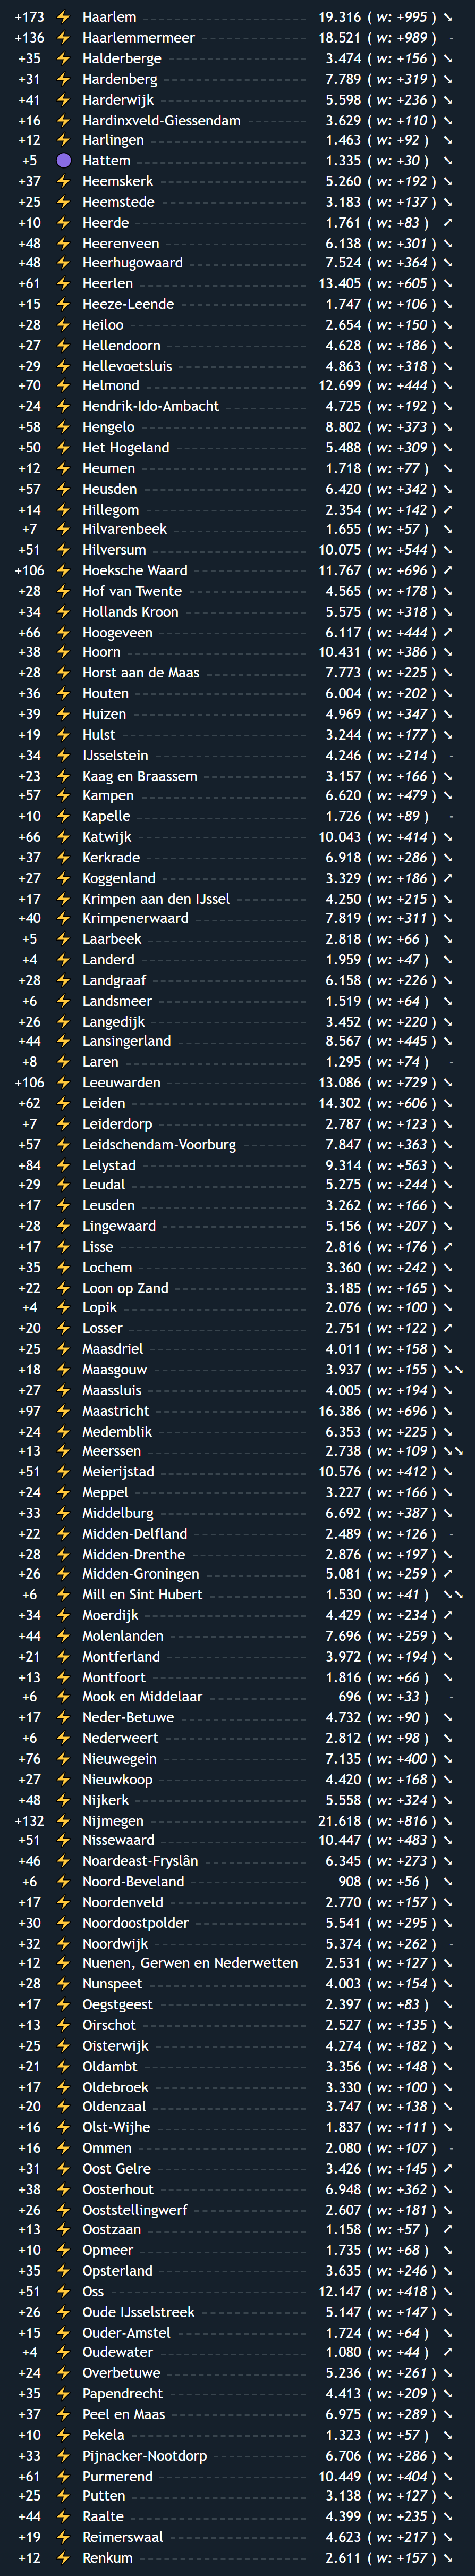 +173 ⚡ Haarlem 19.316 ( w: +995) ↘
+136 ⚡ Haarlemmermeer 18.521 ( w: +989) -
+35 ⚡ Halderberge 3.474 ( w: +156 ) ↘
+31 ⚡ Hardenberg 7.789 ( w: +319 ) ↘
+41 ⚡ Harderwijk 5.598 ( w: +236 ) ↘
+16 ⚡ Hardinxveld-Giessendam 3.629 ( w: +110 ) ↘
+12 ⚡ Harlingen 1.463 ( w: +92 ) ↘
+5 🟣 Hattem 1.335 ( w: +30 ) ↘
+37 ⚡ Heemskerk 5.260 ( w: +192 ) ↘
+25 ⚡ Heemstede 3.183 ( w: +137 ) ↘
+10 ⚡ Heerde 1.761 ( w: +83 ) ↗
+48 ⚡ Heerenveen 6.138 ( w: +301 ) ↘
+48 ⚡ Heerhugowaard 7.524 ( w: +364 ) ↘
+61 ⚡ Heerlen 13.405 ( w: +605 ) ↘
+15 ⚡ Heeze-Leende 1.747 ( w: +106 ) ↘
+28 ⚡ Heiloo 2.654 ( w: +150 ) ↘
+27 ⚡ Hellendoorn 4.628 ( w: +186 ) ↘
+29 ⚡ Hellevoetsluis 4.863 ( w: +318 ) ↘
+70 ⚡ Helmond 12.699 ( w: +444 ) ↘
+24 ⚡ Hendrik-Ido-Ambacht 4.725 ( w: +192 ) ↘
+58 ⚡ Hengelo 8.802 ( w: +373 ) ↘
+50 ⚡ Het Hogeland 5.488 ( w: +309 ) ↘
+12 ⚡ Heumen 1.718 ( w: +77 ) ↘
+57 ⚡ Heusden 6.420 ( w: +342 ) ↘
+14 ⚡ Hillegom 2.354 ( w: +142 ) ↗
+7 ⚡ Hilvarenbeek 1.655 ( w: +57 ) ↘
+51 ⚡ Hilversum 10.075 ( w: +544 ) ↘
+106 ⚡ Hoeksche Waard 11.767 ( w: +696 ) ↗
+28 ⚡ Hof van Twente 4.565 ( w: +178 ) ↘
+34 ⚡ Hollands Kroon 5.575 ( w: +318 ) ↘
+66 ⚡ Hoogeveen 6.117 ( w: +444 ) ↗
+38 ⚡ Hoorn 10.431 ( w: +386 ) ↘
+28 ⚡ Horst aan de Maas 7.773 ( w: +225 ) ↘
+36 ⚡ Houten 6.004 ( w: +202 ) ↘
+39 ⚡ Huizen 4.969 ( w: +347 ) ↘
+19 ⚡ Hulst 3.244 ( w: +177 ) ↘
+34 ⚡ IJsselstein 4.246 ( w: +214 ) -
+23 ⚡ Kaag en Braassem 3.157 ( w: +166 ) ↘
+57 ⚡ Kampen 6.620 ( w: +479 ) ↘
+10 ⚡ Kapelle 1.726 ( w: +89 ) -
+66 ⚡ Katwijk 10.043 ( w: +414 ) ↘
+37 ⚡ Kerkrade 6.918 ( w: +286 ) ↘
+27 ⚡ Koggenland 3.329 ( w: +186 ) ↗
+17 ⚡ Krimpen aan den IJssel 4.250 ( w: +215 ) ↘
+40 ⚡ Krimpenerwaard 7.819 ( w: +311 ) ↘
+5 ⚡ Laarbeek 2.818 ( w: +66 ) ↘
+4 ⚡ Landerd 1.959 ( w: +47 ) ↘
+28 ⚡ Landgraaf 6.158 ( w: +226 ) ↘
+6 ⚡ Landsmeer 1.519 ( w: +64 ) ↘
+26 ⚡ Langedijk 3.452 ( w: +220 ) ↘
+44 ⚡ Lansingerland 8.567 ( w: +445 ) ↘
+8 ⚡ Laren 1.295 ( w: +74 ) -
+106 ⚡ Leeuwarden 13.086 ( w: +729 ) ↘
+62 ⚡ Leiden 14.302 ( w: +606 ) ↘
+7 ⚡ Leiderdorp 2.787 ( w: +123 ) ↘
+57 ⚡ Leidschendam-Voorburg 7.847 ( w: +363 ) ↘
+84 ⚡ Lelystad 9.314 ( w: +563 ) ↘
+29 ⚡ Leudal 5.275 ( w: +244 ) ↘
+17 ⚡ Leusden 3.262 ( w: +166 ) ↘
+28 ⚡ Lingewaard 5.156 ( w: +207 ) ↘
+17 ⚡ Lisse 2.816 ( w: +176 ) ↗
+35 ⚡ Lochem 3.360 ( w: +242 ) ↘
+22 ⚡ Loon op Zand 3.185 ( w: +165 ) ↘
+4 ⚡ Lopik 2.076 ( w: +100 ) ↘
+20 ⚡ Losser 2.751 ( w: +122 ) ↗
+25 ⚡ Maasdriel 4.011 ( w: +158 ) ↘
+18 ⚡ Maasgouw 3.937 ( w: +155 ) ↘↘
+27 ⚡ Maassluis 4.005 ( w: +194 ) ↘
+97 ⚡ Maastricht 16.386 ( w: +696 ) ↘
+24 ⚡ Medemblik 6.353 ( w: +225 ) ↘
+13 ⚡ Meerssen 2.738 ( w: +109 ) ↘↘
+51 ⚡ Meierijstad 10.576 ( w: +412 ) ↘
+24 ⚡ Meppel 3.227 ( w: +166 ) ↘
+33 ⚡ Middelburg 6.692 ( w: +387 ) ↘
+22 ⚡ Midden-Delfland 2.489 ( w: +126 ) -
+28 ⚡ Midden-Drenthe 2.876 ( w: +197 ) ↘
+26 ⚡ Midden-Groningen 5.081 ( w: +259 ) ↗
+6 ⚡ Mill en Sint Hubert 1.530 ( w: +41 ) ↘↘
+34 ⚡ Moerdijk 4.429 ( w: +234 ) ↗
+44 ⚡ Molenlanden 7.696 ( w: +259 ) ↘
+21 ⚡ Montferland 3.972 ( w: +194 ) ↘
+13 ⚡ Montfoort 1.816 ( w: +66 ) ↘
+6 ⚡ Mook en Middelaar 696 ( w: +33 ) -
+17 ⚡ Neder-Betuwe 4.732 ( w: +90 ) ↘
+6 ⚡ Nederweert 2.812 ( w: +98 ) ↘
+76 ⚡ Nieuwegein 7.135 ( w: +400 ) ↘
+27 ⚡ Nieuwkoop 4.420 ( w: +168 ) ↘
+48 ⚡ Nijkerk 5.558 ( w: +324 ) ↘
+132 ⚡ Nijmegen 21.618 ( w: +816 ) ↘
+51 ⚡ Nissewaard 10.447 ( w: +483 ) ↘
+46 ⚡ Noardeast-Fryslân 6.345 ( w: +273 ) ↘
+6 ⚡ Noord-Beveland 908 ( w: +56 ) ↘
+17 ⚡ Noordenveld 2.770 ( w: +157 ) ↘
+30 ⚡ Noordoostpolder 5.541 ( w: +295 ) ↘
+32 ⚡ Noordwijk 5.374 ( w: +262 ) -
+12 ⚡ Nuenen, Gerwen en Nederwetten 2.531 ( w: +127 ) ↘
+28 ⚡ Nunspeet 4.003 ( w: +154 ) ↘
+17 ⚡ Oegstgeest 2.397 ( w: +83 ) ↘
+13 ⚡ Oirschot 2.527 ( w: +135 ) ↘
+25 ⚡ Oisterwijk 4.274 ( w: +182 ) ↘
+21 ⚡ Oldambt 3.356 ( w: +148 ) ↘
+17 ⚡ Oldebroek 3.330 ( w: +100 ) ↘
+20 ⚡ Oldenzaal 3.747 ( w: +138 ) ↘
+16 ⚡ Olst-Wijhe 1.837 ( w: +111 ) ↘
+16 ⚡ Ommen 2.080 ( w: +107 ) -
+31 ⚡ Oost Gelre 3.426 ( w: +145 ) ↗
+38 ⚡ Oosterhout 6.948 ( w: +362 ) ↘
+26 ⚡ Ooststellingwerf 2.607 ( w: +181 ) ↘
+13 ⚡ Oostzaan 1.158 ( w: +57 ) ↗
+10 ⚡ Opmeer 1.735 ( w: +68 ) ↘
+35 ⚡ Opsterland 3.635 ( w: +246 ) ↘
+51 ⚡ Oss 12.147 ( w: +418 ) ↘
+26 ⚡ Oude IJsselstreek 5.147 ( w: +147 ) ↘
+15 ⚡ Ouder-Amstel 1.724 ( w: +64 ) ↘
+4 ⚡ Oudewater 1.080 ( w: +44 ) ↗
+24 ⚡ Overbetuwe 5.236 ( w: +261 ) ↘
+35 ⚡ Papendrecht 4.413 ( w: +209 ) ↘
+37 ⚡ Peel en Maas 6.975 ( w: +289 ) ↘
+10 ⚡ Pekela 1.323 ( w: +57 ) ↘
+33 ⚡ Pijnacker-Nootdorp 6.706 ( w: +286 ) ↘
+61 ⚡ Purmerend 10.449 ( w: +404 ) ↘
+25 ⚡ Putten 3.138 ( w: +127 ) ↘
+44 ⚡ Raalte 4.399 ( w: +235 ) ↘
+19 ⚡ Reimerswaal 4.623 ( w: +217 ) ↘
+12 ⚡ Renkum 2.611 ( w: +157 ) ↘